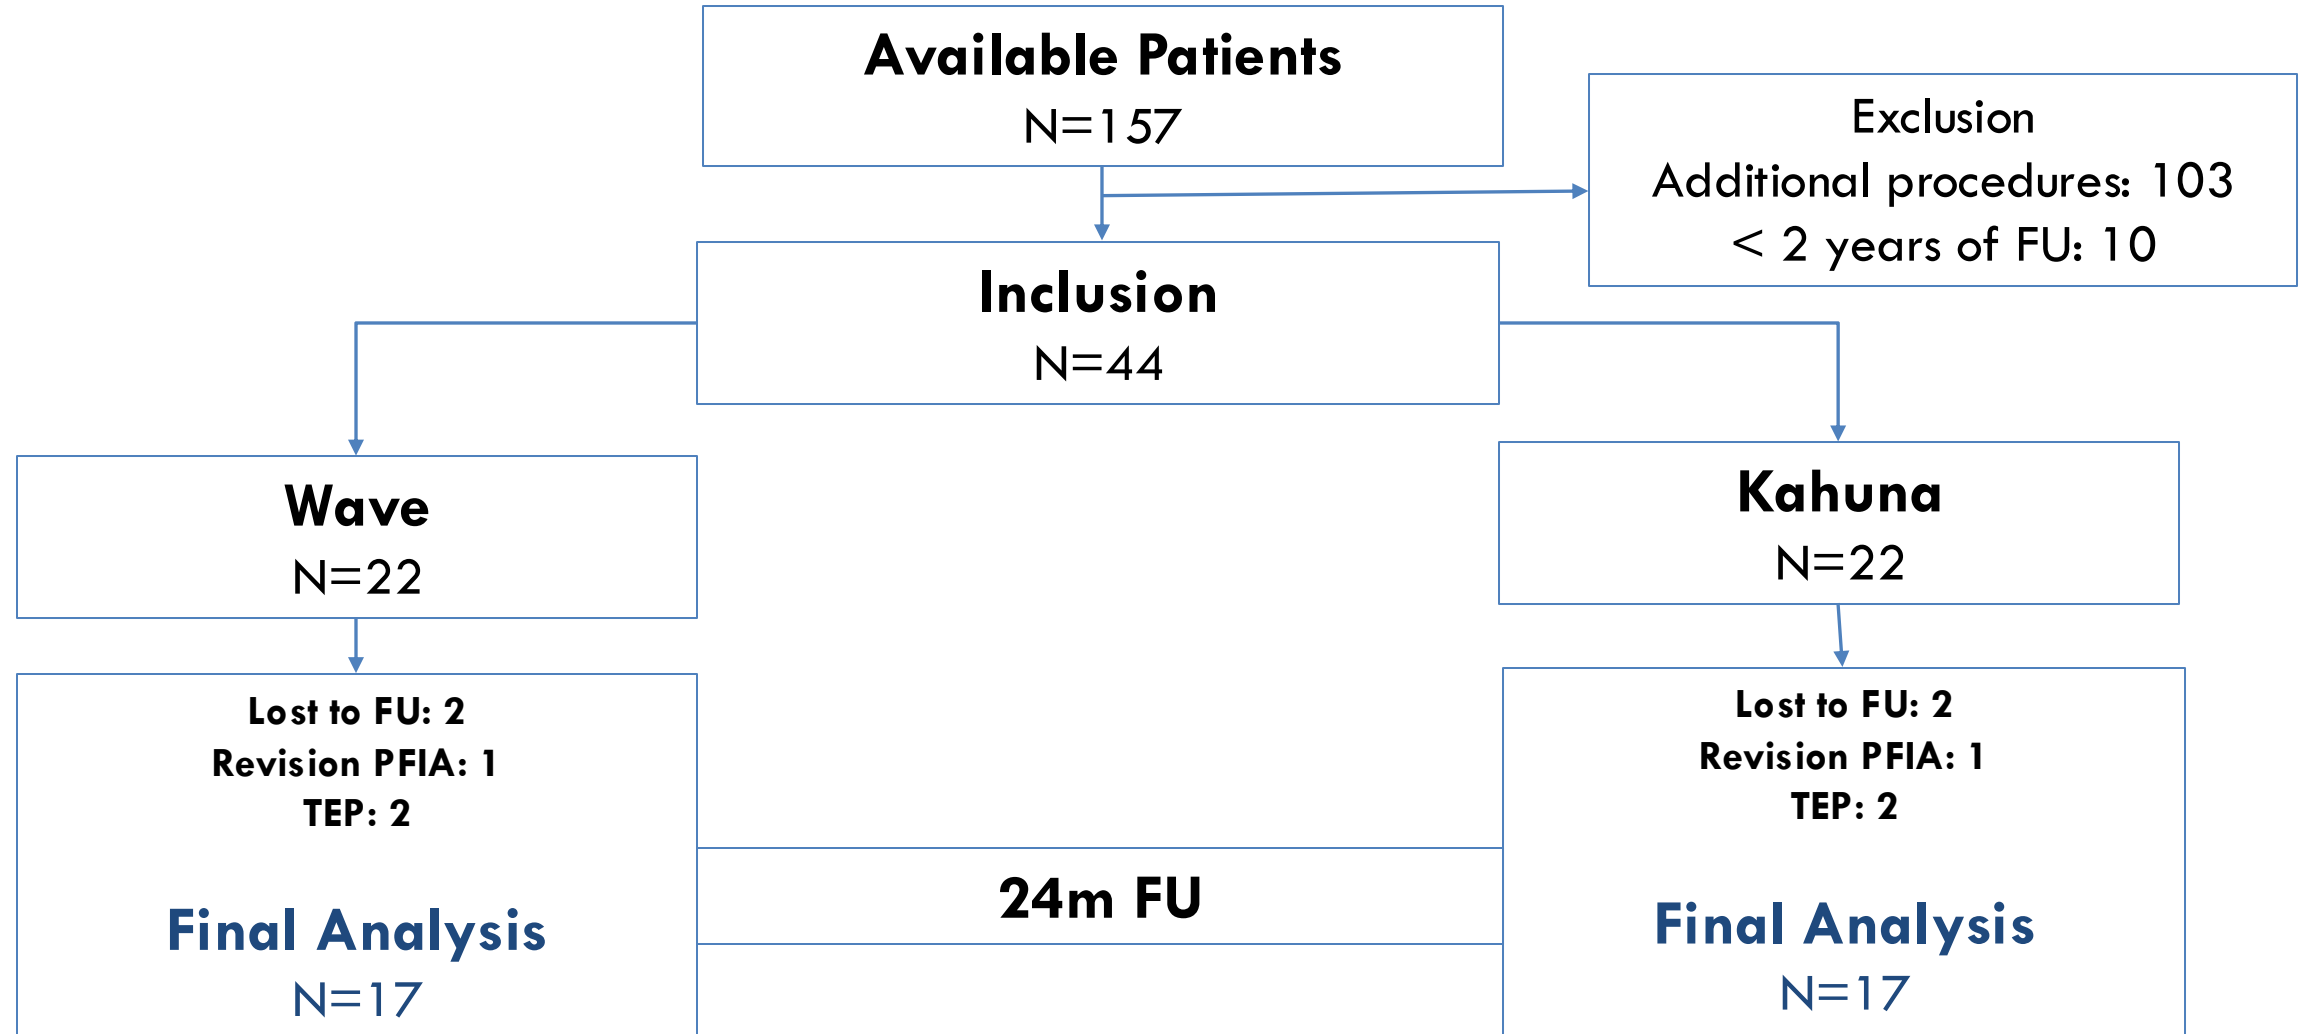 Available Patients
N=157
Exclusion
Additional procedures: 103
< 2 years of FU: 10
Inclusion
N=44
Wave
N=22
Kahuna
N=22
Lost to FU: 2
Revision PFIA: 1
TEP: 2
Final Analysis
N=17
24m FU
Lost to FU: 2
Revision PFIA: 1
TEP: 2
Final Analysis
N=17